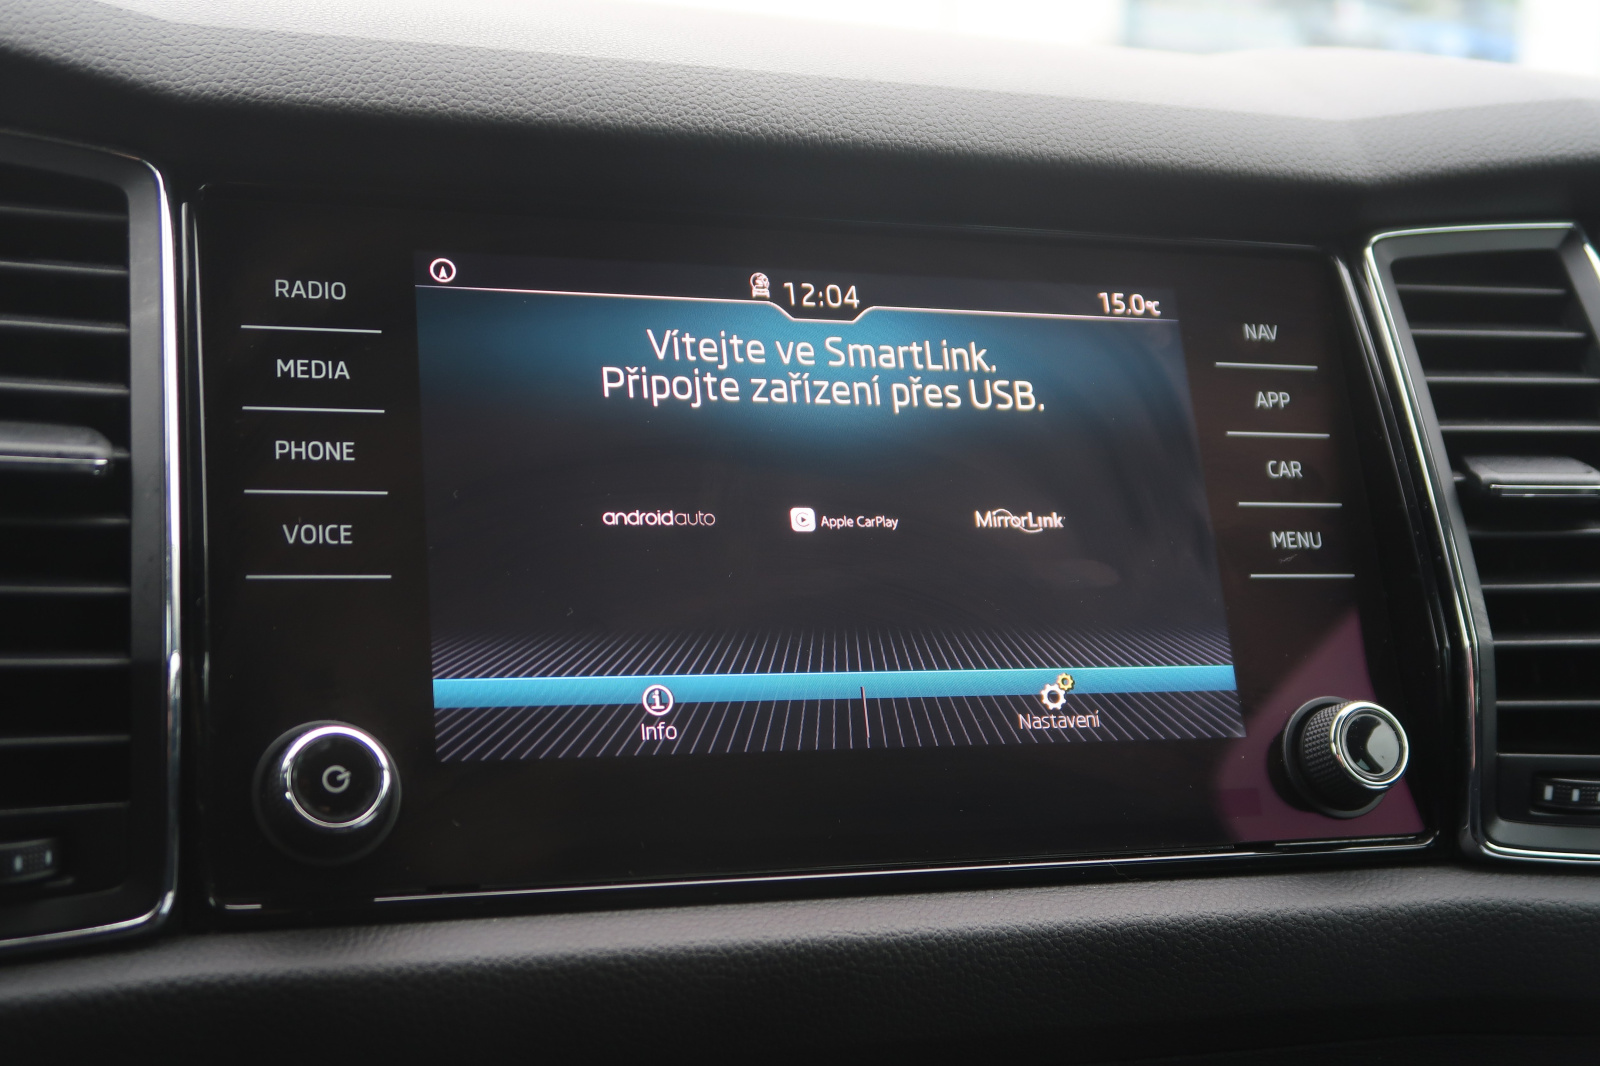 RADIO
MEDIA
PHONE
VOICE
12:04
15.0°C
Vítejte ve SmartLink.
Připojte zařízení přes USB.
androidauto
Apple CarPlay
MirrorLink
Info
Nastavení
NAV
APP
CAR
MENU